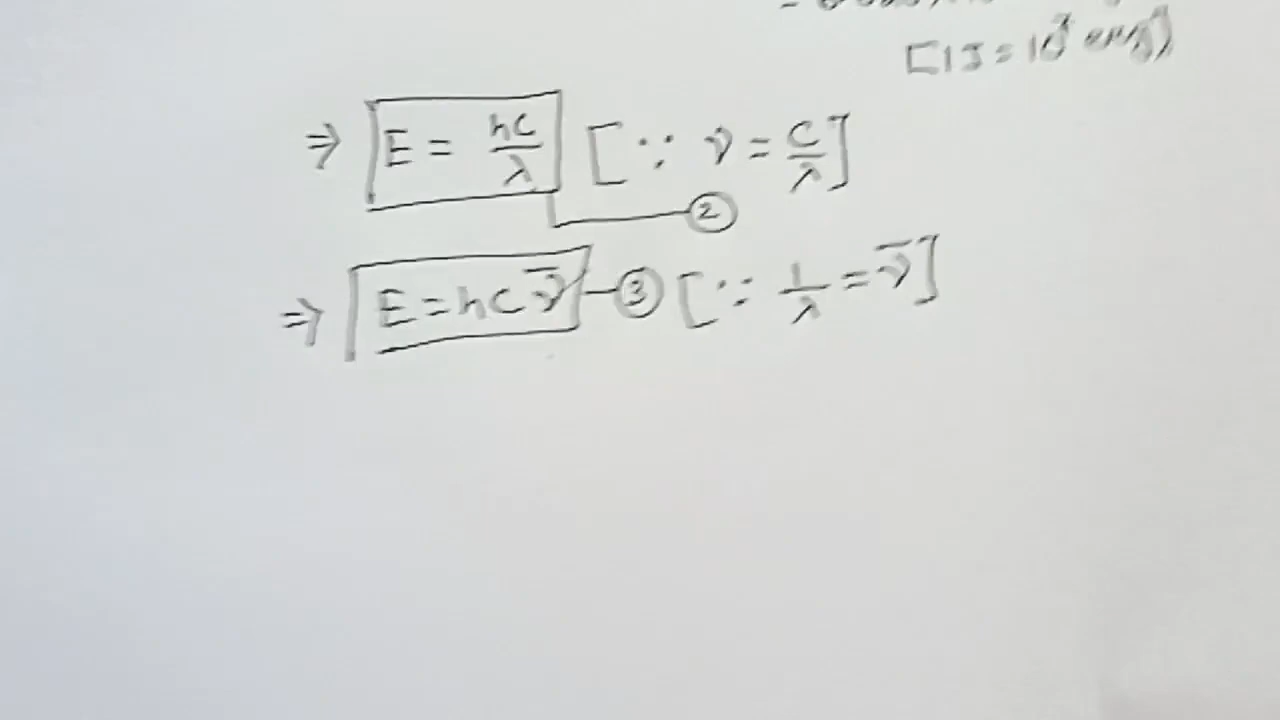 [1J = 10⁷ erg]
⇒ E = hc/λ [∵ ν = c/λ]
②
⇒ E = hcν̄ — ③ [∵ 1/λ = ν̄]